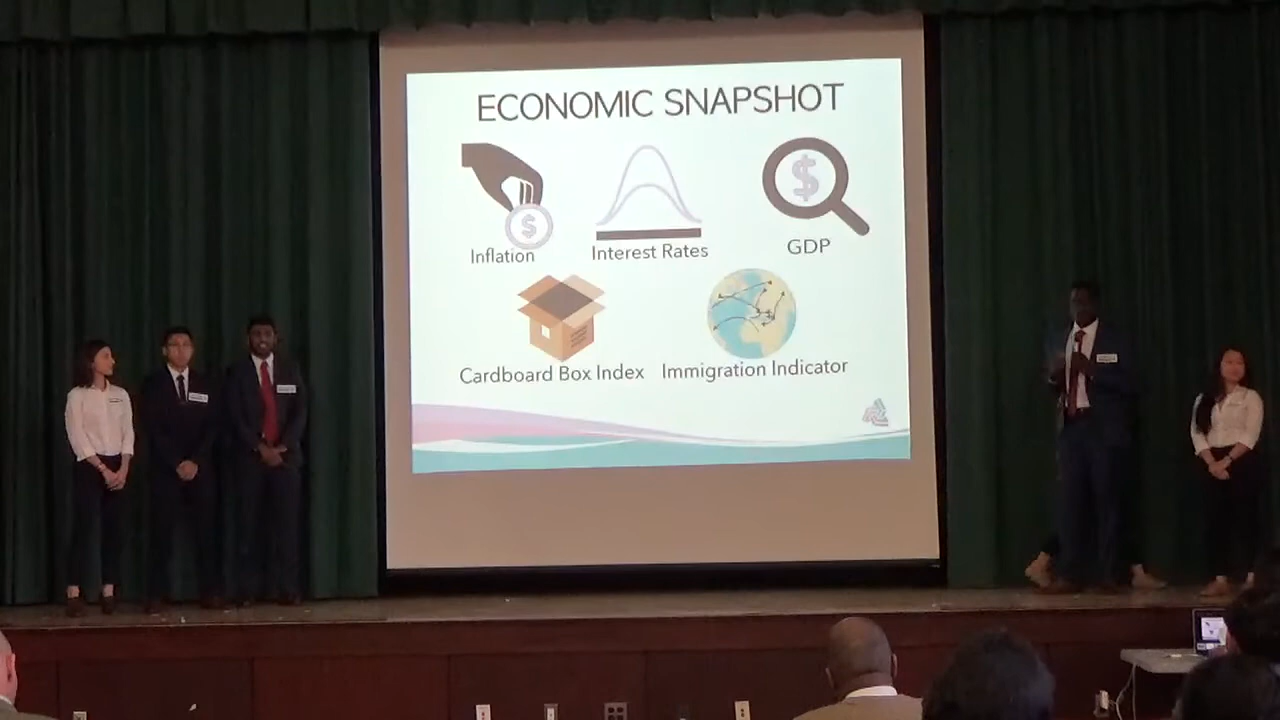 ECONOMIC SNAPSHOT
$
$
Inflation
Interest Rates
GDP
Cardboard Box Index
Immigration Indicator